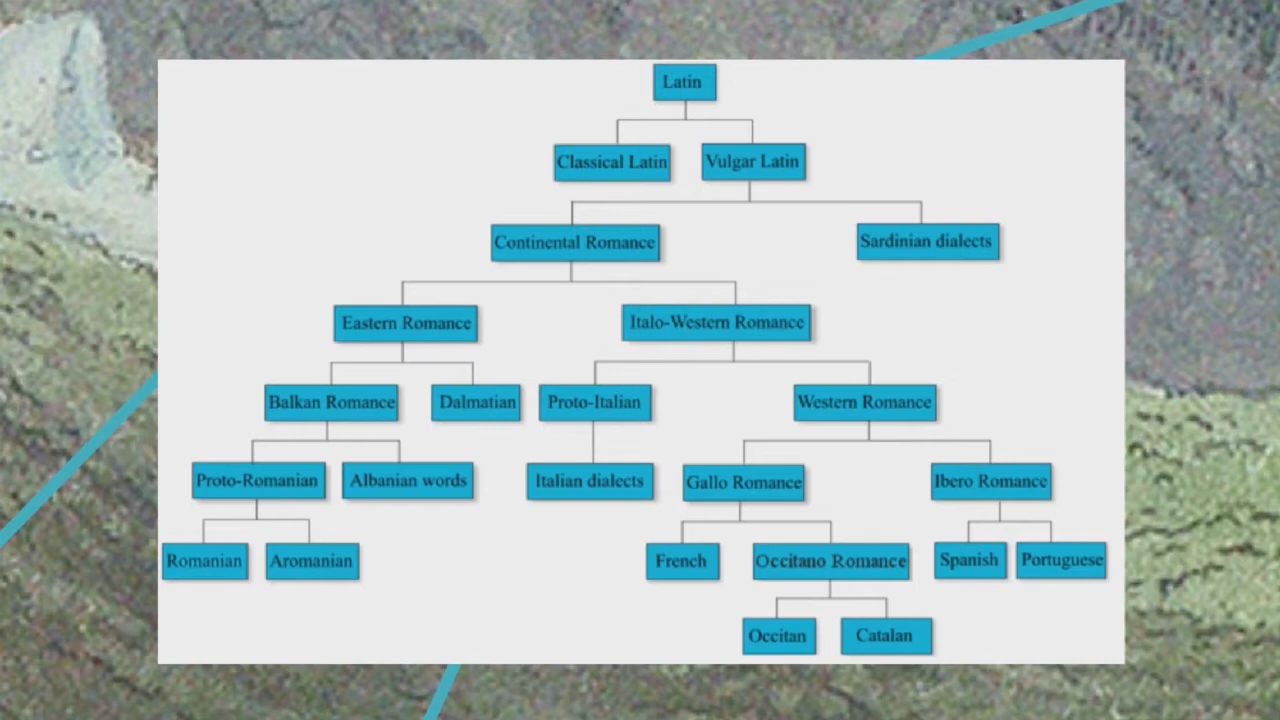 Latin
Classical Latin
Vulgar Latin
Continental Romance
Sardinian dialects
Eastern Romance
Italo-Western Romance
Balkan Romance
Dalmatian
Proto-Italian
Western Romance
Proto-Romanian
Albanian words
Italian dialects
Gallo Romance
Ibero Romance
Romanian
Aromanian
French
Occitano Romance
Spanish
Portuguese
Occitan
Catalan